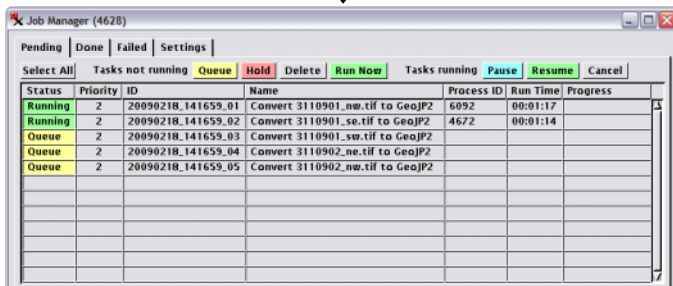 Job Manager (4628)
Pending Done Failed Settings
Select All Tasks not running Queue Hold Delete Run Now Tasks running Pause Resume Cancel
Status Priority ID Name Process ID Run Time Progress
Running 2 20090218_141659_01 Convert 3110901_nw.tif to GeoJP2 6092 00:01:17
Running 2 20090218_141659_02 Convert 3110901_se.tif to GeoJP2 4672 00:01:14
Queue 2 20090218_141659_03 Convert 3110901_sw.tif to GeoJP2
Queue 2 20090218_141659_04 Convert 3110902_ne.tif to GeoJP2
Queue 2 20090218_141659_05 Convert 3110902_nw.tif to GeoJP2